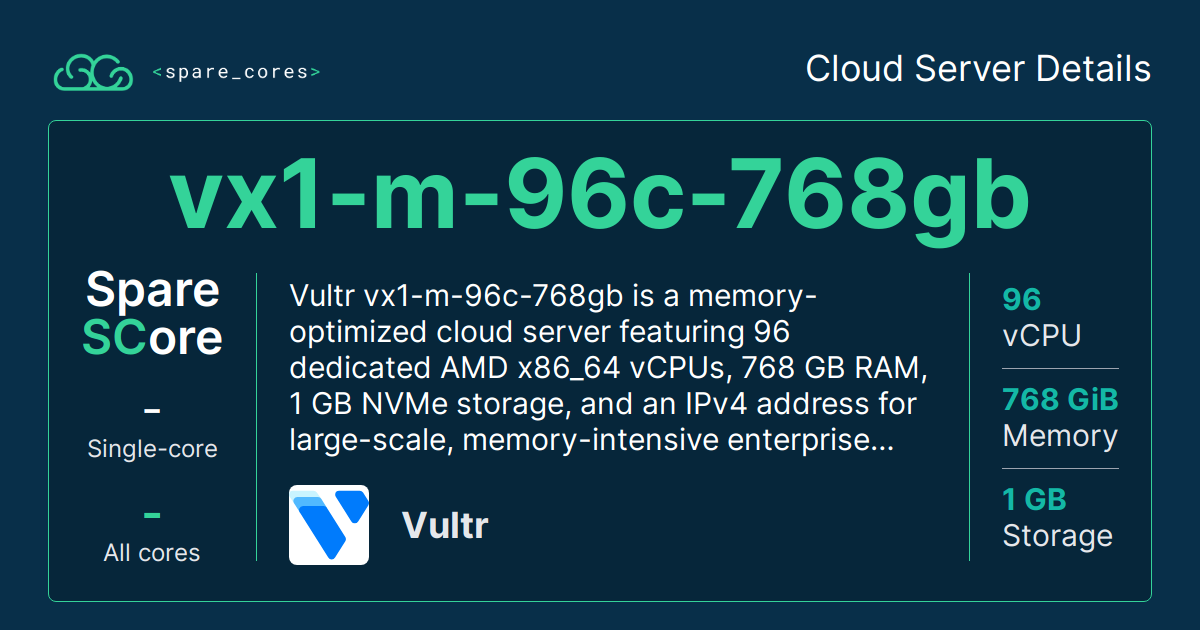 <spare_cores>
Cloud Server Details
vx1-m-96c-768gb
Spare
SCore
–
Single-core
–
All cores
Vultr vx1-m-96c-768gb is a memory-
optimized cloud server featuring 96
dedicated AMD x86_64 vCPUs, 768 GB RAM,
1 GB NVMe storage, and an IPv4 address for
large-scale, memory-intensive enterprise...
Vultr
96
vCPU
768 GiB
Memory
1 GB
Storage